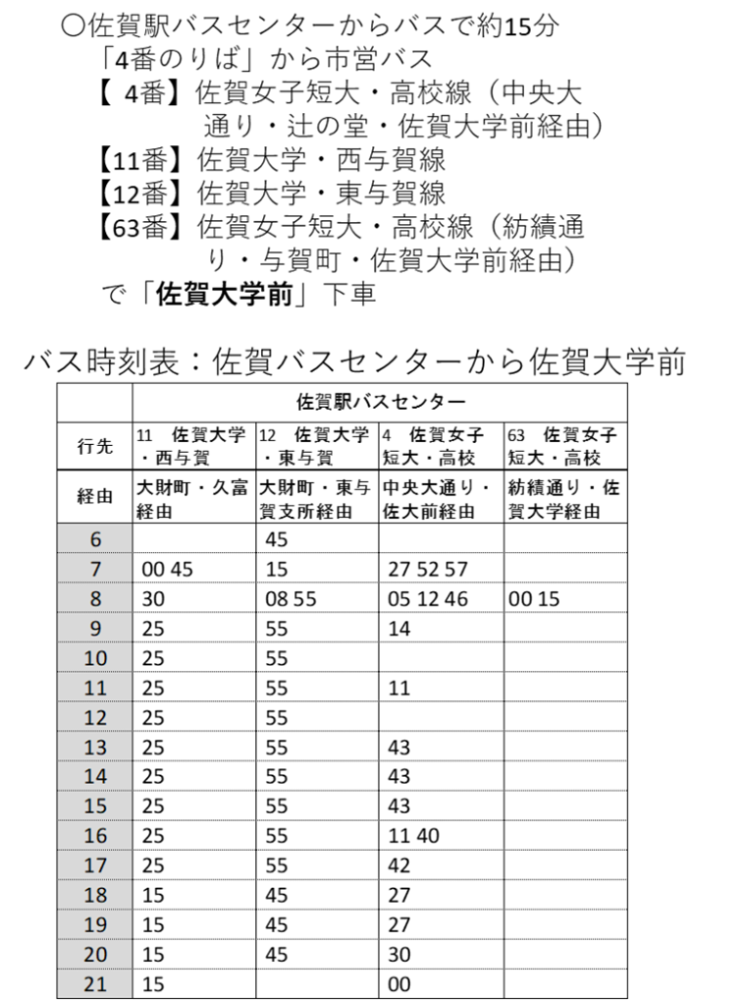 ○佐賀駅バスセンターからバスで約15分
「4番のりば」から市営バス
【 4番】佐賀女子短大・高校線（中央大
通り・辻の堂・佐賀大学前経由）
【11番】佐賀大学・西与賀線
【12番】佐賀大学・東与賀線
【63番】佐賀女子短大・高校線（紡績通
り・与賀町・佐賀大学前経由）
で「佐賀大学前」下車
バス時刻表：佐賀バスセンターから佐賀大学前
佐賀駅バスセンター
行先 11 佐賀大学・西与賀 12 佐賀大学・東与賀 4 佐賀女子短大・高校 63 佐賀女子短大・高校
経由 大財町・久富経由 大財町・東与賀支所経由 中央大通り・佐大前経由 紡績通り・佐賀大学経由
6 45
7 00 45 15 27 52 57
8 30 08 55 05 12 46 00 15
9 25 55 14
10 25 55
11 25 55 11
12 25 55
13 25 55 43
14 25 55 43
15 25 55 43
16 25 55 11 40
17 25 55 42
18 15 45 27
19 15 45 27
20 15 45 30
21 15 00